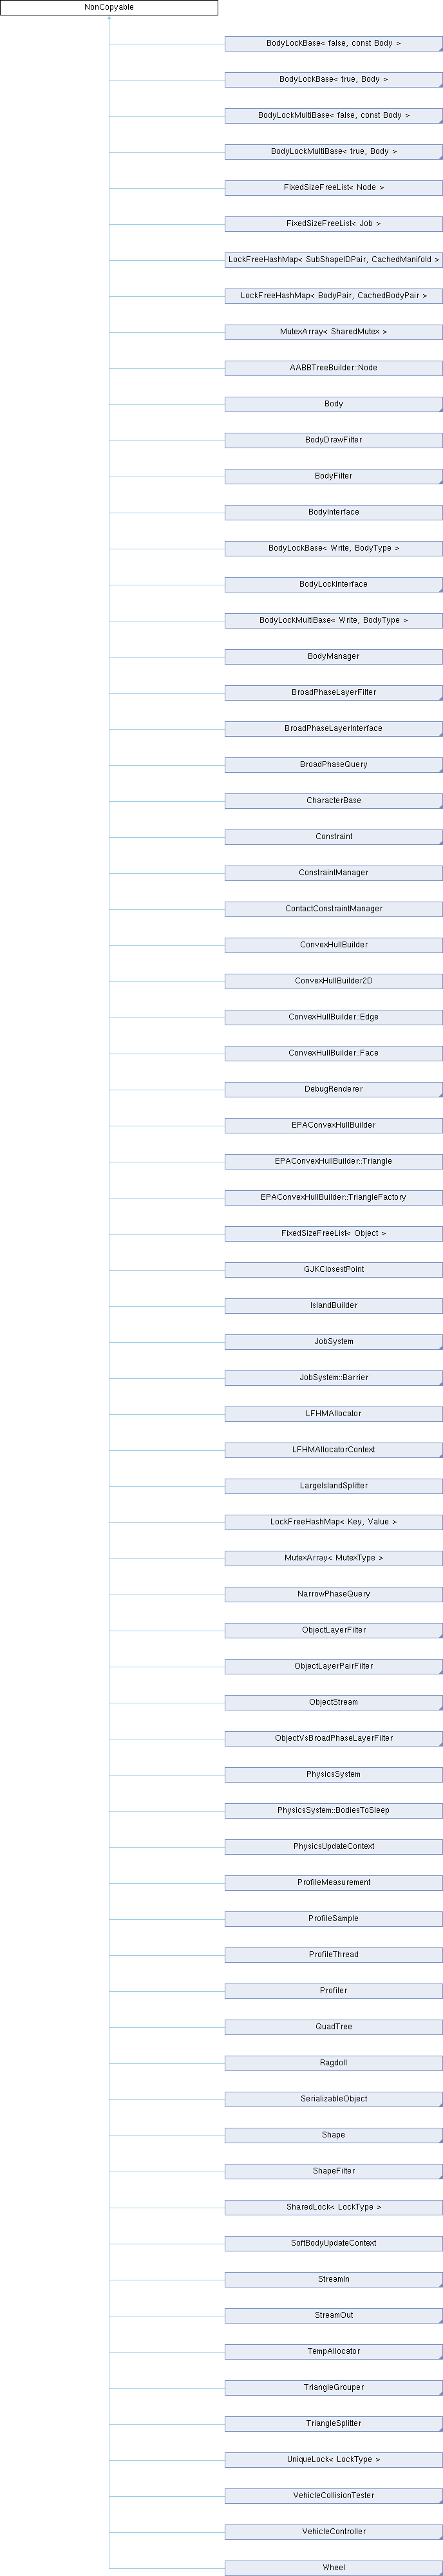 NonCopyable
BodyLockBase< false, const Body >
BodyLockBase< true, Body >
BodyLockMultiBase< false, const Body >
BodyLockMultiBase< true, Body >
FixedSizeFreeList< Node >
FixedSizeFreeList< Job >
LockFreeHashMap< SubShapeIDPair, CachedManifold >
LockFreeHashMap< BodyPair, CachedBodyPair >
MutexArray< SharedMutex >
AABBTreeBuilder::Node
Body
BodyDrawFilter
BodyFilter
BodyInterface
BodyLockBase< Write, BodyType >
BodyLockInterface
BodyLockMultiBase< Write, BodyType >
BodyManager
BroadPhaseLayerFilter
BroadPhaseLayerInterface
BroadPhaseQuery
CharacterBase
Constraint
ConstraintManager
ContactConstraintManager
ConvexHullBuilder
ConvexHullBuilder2D
ConvexHullBuilder::Edge
ConvexHullBuilder::Face
DebugRenderer
EPAConvexHullBuilder
EPAConvexHullBuilder::Triangle
EPAConvexHullBuilder::TriangleFactory
FixedSizeFreeList< Object >
GJKClosestPoint
IslandBuilder
JobSystem
JobSystem::Barrier
LFHMAllocator
LFHMAllocatorContext
LargeIslandSplitter
LockFreeHashMap< Key, Value >
MutexArray< MutexType >
NarrowPhaseQuery
ObjectLayerFilter
ObjectLayerPairFilter
ObjectStream
ObjectVsBroadPhaseLayerFilter
PhysicsSystem
PhysicsSystem::BodiesToSleep
PhysicsUpdateContext
ProfileMeasurement
ProfileSample
ProfileThread
Profiler
QuadTree
Ragdoll
SerializableObject
Shape
ShapeFilter
SharedLock< LockType >
SoftBodyUpdateContext
StreamIn
StreamOut
TempAllocator
TriangleGrouper
TriangleSplitter
UniqueLock< LockType >
VehicleCollisionTester
VehicleController
Wheel